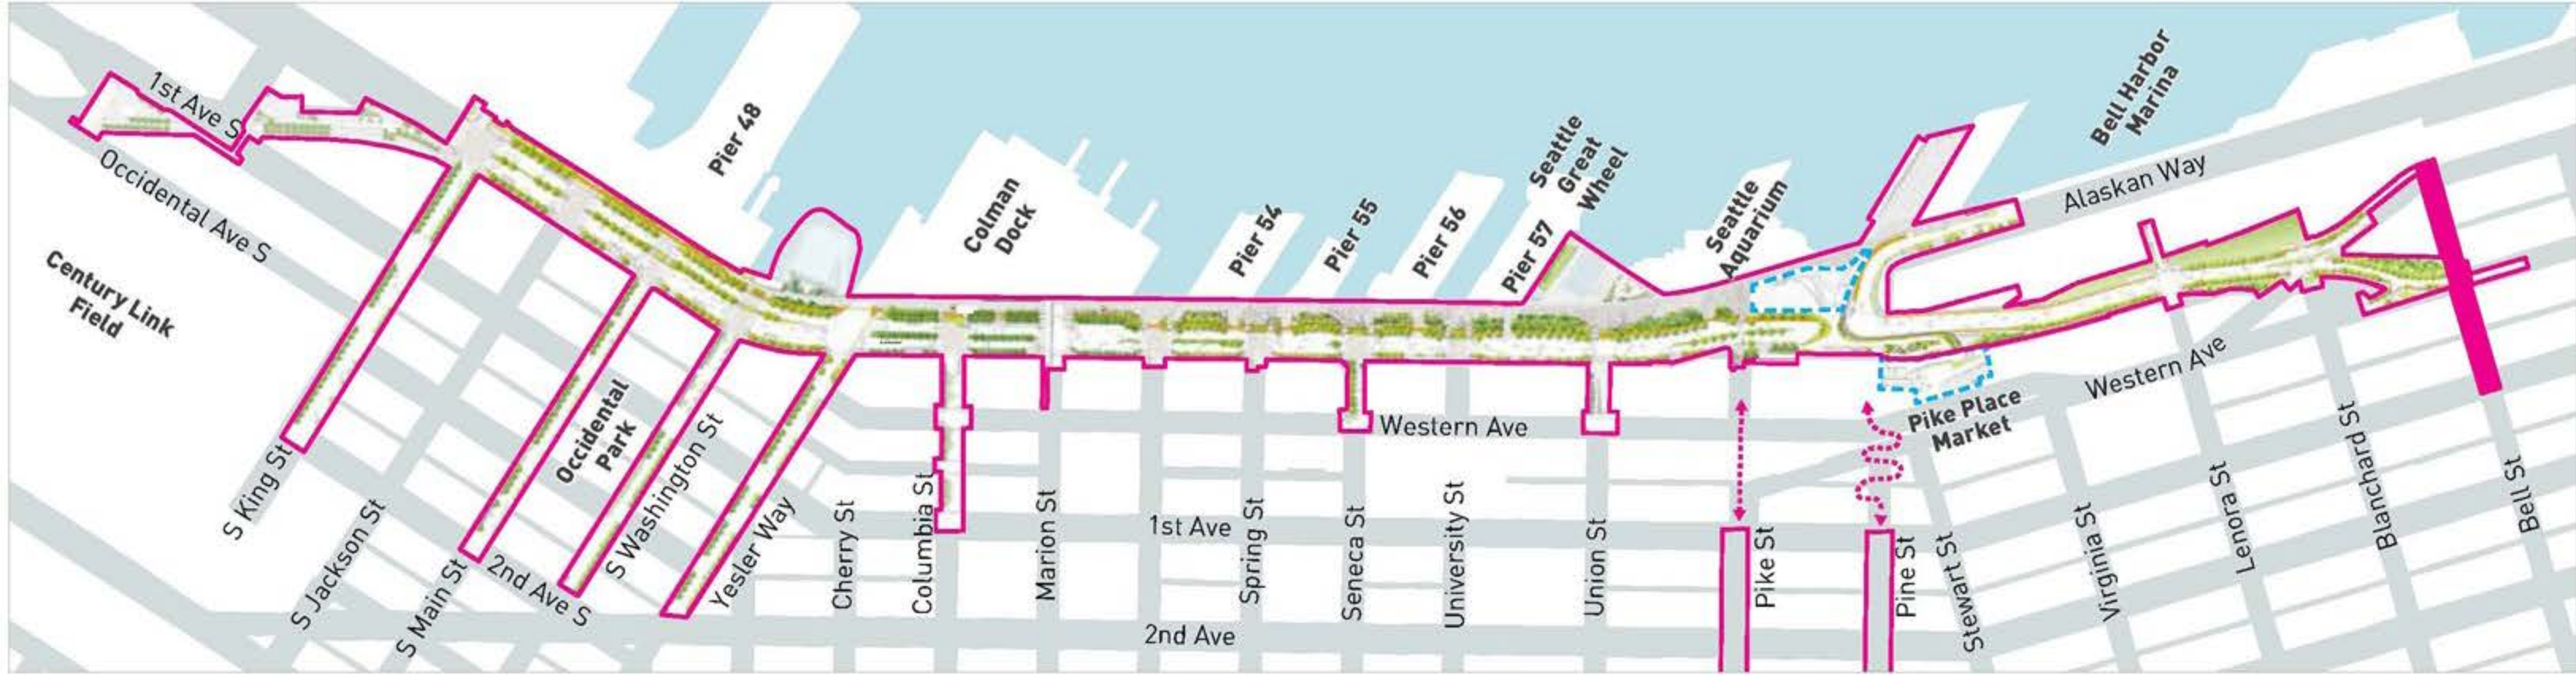 1st Ave S
Occidental Ave S
Century Link
Field
S King St
S Jackson St
S Main St
2nd Ave S
Occidental
Park
S Washington St
Yesler Way
Pier 48
Colman
Dock
Pier 54
Pier 55
Pier 56
Pier 57
Seattle
Great
Wheel
Seattle
Aquarium
Bell Harbor
Marina
Alaskan Way
Western Ave
Pike Place
Market
Western Ave
Cherry St
Columbia St
Marion St
1st Ave
Spring St
Seneca St
University St
Union St
Pike St
Pine St
Stewart St
Virginia St
Lenora St
Blanchard St
Bell St
2nd Ave